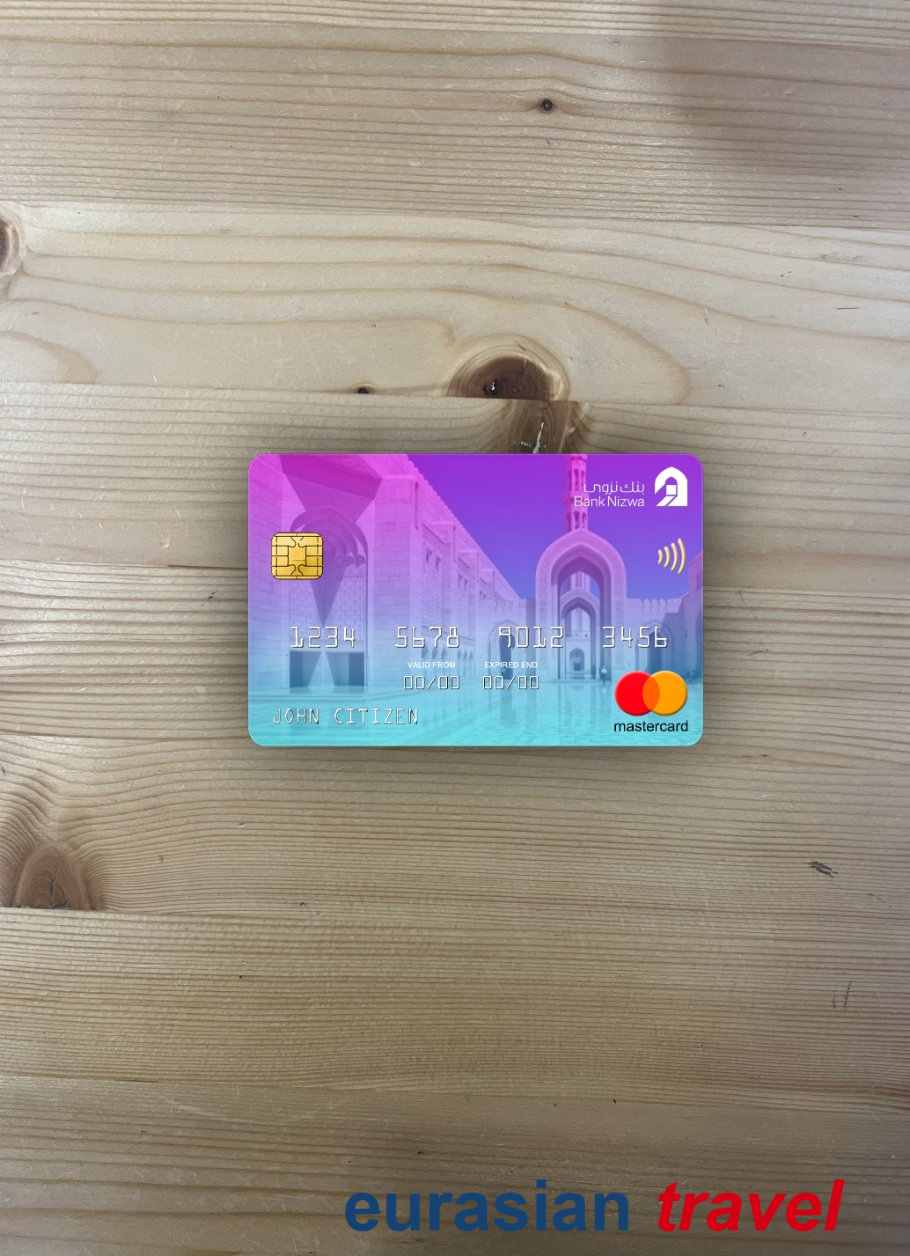 بنك نزوى
Bank Nizwa
1234 5678 9012 3456
VALID FROM EXPIRED END
00/00 00/00
JOHN CITIZEN
mastercard
eurasian travel